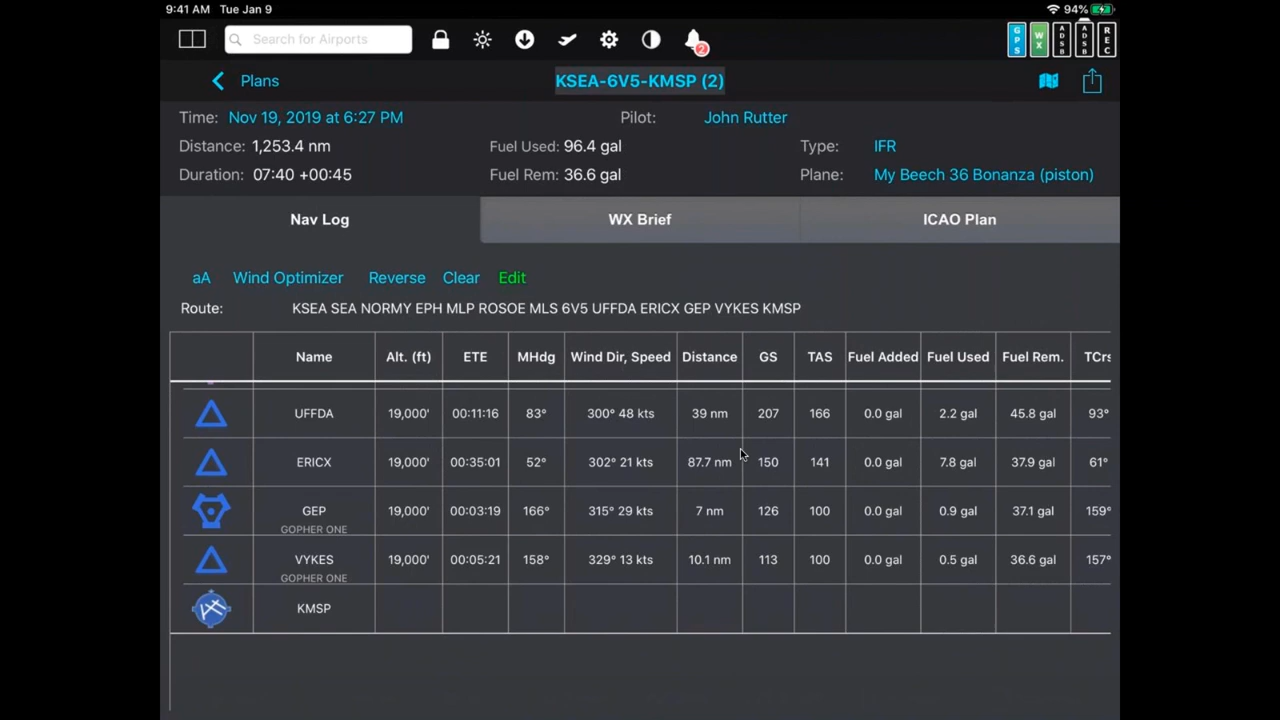 9:41 AM Tue Jan 9 94%
Search for Airports 2 GPS WX ADSB ADSB REC
Plans KSEA-6V5-KMSP (2)
Time: Nov 19, 2019 at 6:27 PM Pilot: John Rutter
Distance: 1,253.4 nm Fuel Used: 96.4 gal Type: IFR
Duration: 07:40 +00:45 Fuel Rem: 36.6 gal Plane: My Beech 36 Bonanza (piston)
Nav Log WX Brief ICAO Plan
aA Wind Optimizer Reverse Clear Edit
Route: KSEA SEA NORMY EPH MLP ROSOE MLS 6V5 UFFDA ERICX GEP VYKES KMSP
Name Alt. (ft) ETE MHdg Wind Dir, Speed Distance GS TAS Fuel Added Fuel Used Fuel Rem. TCrs
UFFDA 19,000' 00:11:16 83° 300° 48 kts 39 nm 207 166 0.0 gal 2.2 gal 45.8 gal 93°
ERICX 19,000' 00:35:01 52° 302° 21 kts 87.7 nm 150 141 0.0 gal 7.8 gal 37.9 gal 61°
GEP 19,000' 00:03:19 166° 315° 29 kts 7 nm 126 100 0.0 gal 0.9 gal 37.1 gal 159°
GOPHER ONE
VYKES 19,000' 00:05:21 158° 329° 13 kts 10.1 nm 113 100 0.0 gal 0.5 gal 36.6 gal 157°
GOPHER ONE
KMSP